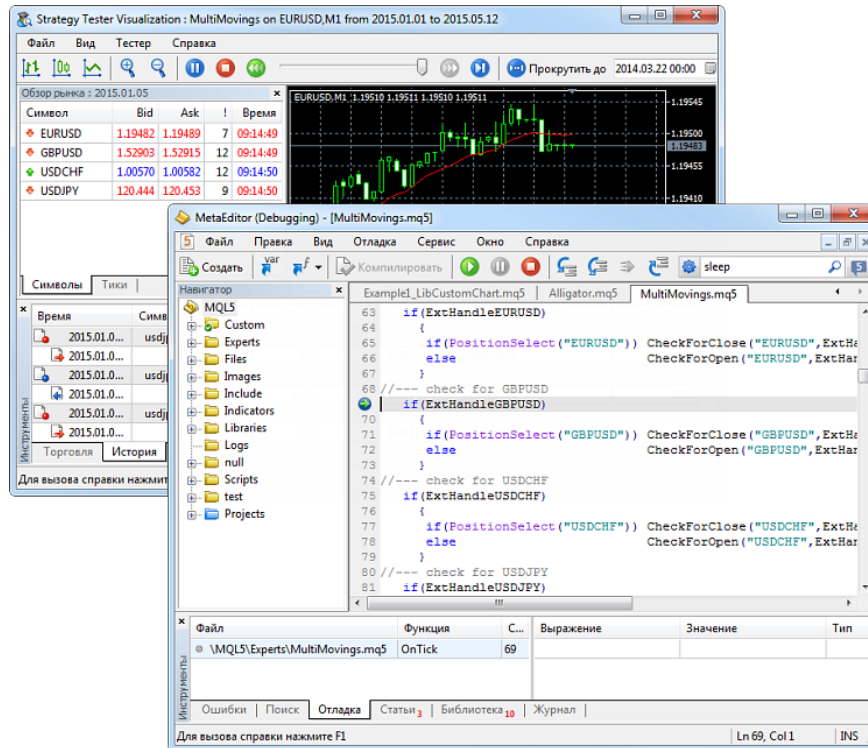 Strategy Tester Visualization : MultiMovings on EURUSD,M1 from 2015.01.01 to 2015.05.12
Файл Вид Тестер Справка
Прокрутить до 2014.03.22 00:00
Обзор рынка : 2015.01.05
Символ Bid Ask ! Время
EURUSD 1.19482 1.19489 7 09:14:49
GBPUSD 1.52903 1.52915 12 09:14:49
USDCHF 1.00570 1.00582 12 09:14:50
USDJPY 120.444 120.453 9 09:14:50
Символы Тики
EURUSD,M1 1.19510 1.19511 1.19510 1.19511
1.19545
1.19500
1.19483
1.19455
1.19410
Время Симв
2015.01.0... usdj
2015.01.0...
2015.01.0... usdj
2015.01.0...
2015.01.0... usdj
2015.01.0...
Инструменты
Торговля История
Для вызова справки нажмит
MetaEditor (Debugging) - [MultiMovings.mq5]
Файл Правка Вид Отладка Сервис Окно Справка
Создать var f Компилировать sleep 5
Навигатор
MQL5
Custom
Experts
Files
Images
Include
Indicators
Libraries
Logs
null
Scripts
test
Projects
Example1_LibCustomChart.mq5 Alligator.mq5 MultiMovings.mq5
63 if(ExtHandleEURUSD)
64 {
65 if(PositionSelect("EURUSD")) CheckForClose("EURUSD",ExtHa
66 else CheckForOpen("EURUSD",ExtHan
67 }
68 //--- check for GBPUSD
if(ExtHandleGBPUSD)
70 {
71 if(PositionSelect("GBPUSD")) CheckForClose("GBPUSD",ExtHa
72 else CheckForOpen("GBPUSD",ExtHan
73 }
74 //--- check for USDCHF
75 if(ExtHandleUSDCHF)
76 {
77 if(PositionSelect("USDCHF")) CheckForClose("USDCHF",ExtHa
78 else CheckForOpen("USDCHF",ExtHan
79 }
80 //--- check for USDJPY
81 if(ExtHandleUSDJPY)
Файл Функция С...
\MQL5\Experts\MultiMovings.mq5 OnTick 69
Выражение Значение Тип
Инструменты
Ошибки Поиск Отладка Статьи 3 Библиотека 10 Журнал
Для вызова справки нажмите F1 Ln 69, Col 1 INS